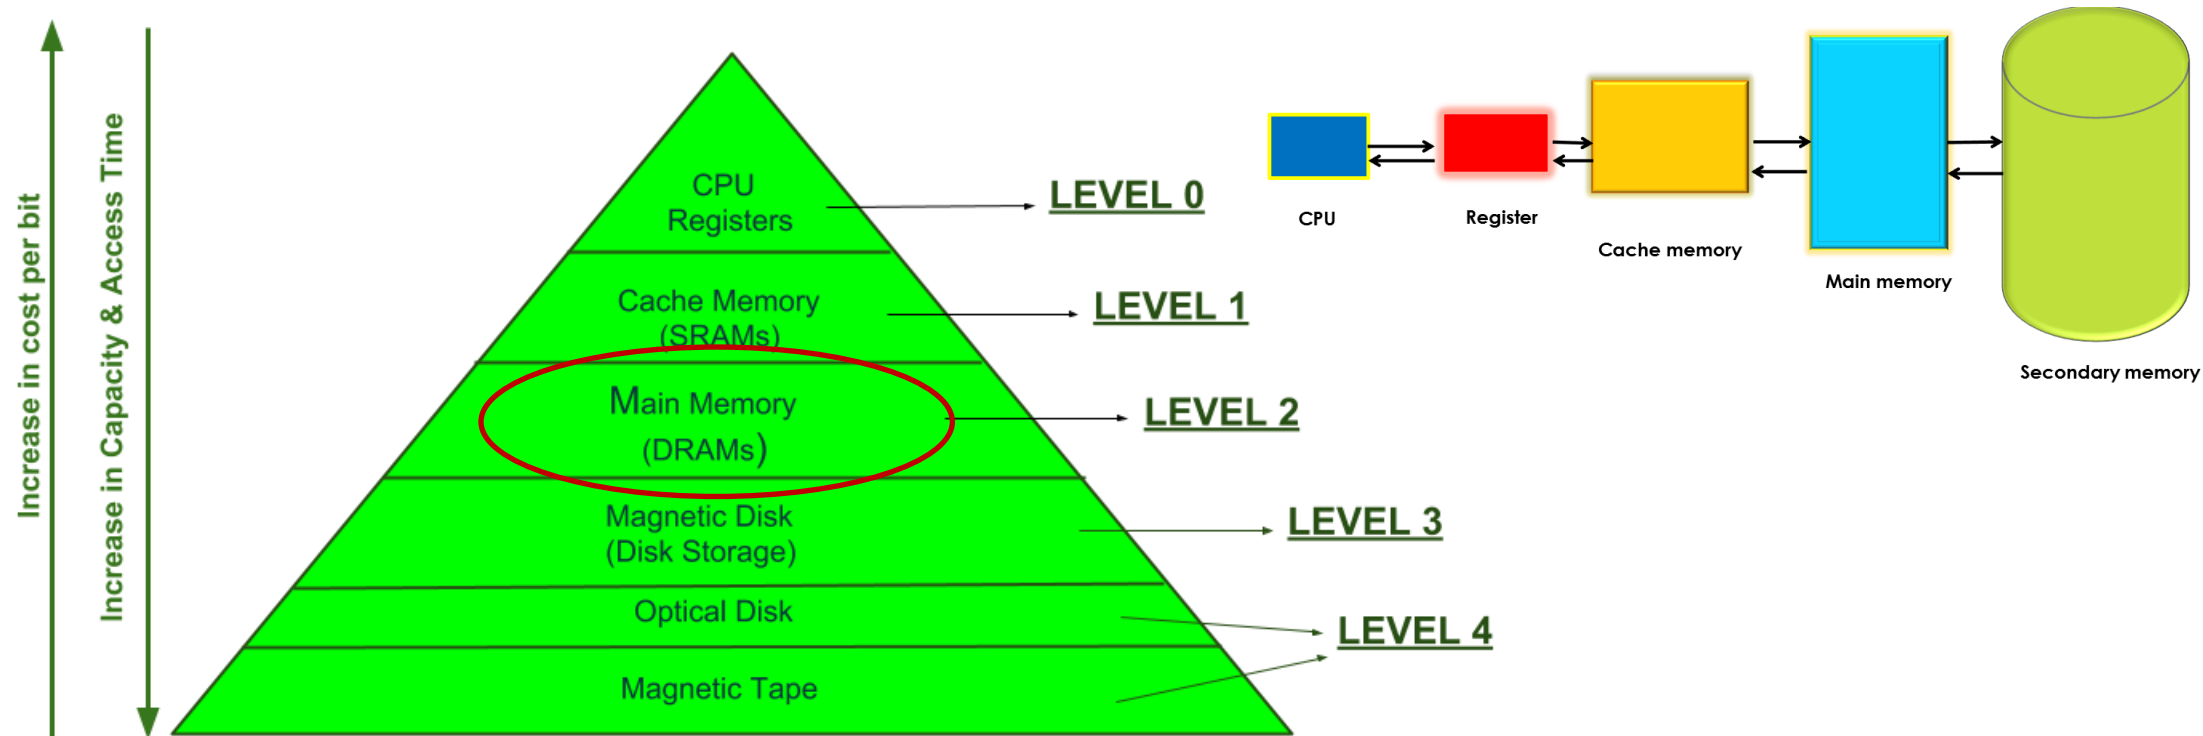 Increase in cost per bit
Increase in Capacity & Access Time
CPU
Registers
LEVEL 0
Cache Memory
(SRAMs)
LEVEL 1
Main Memory
(DRAMs)
LEVEL 2
Magnetic Disk
(Disk Storage)
LEVEL 3
Optical Disk
LEVEL 4
Magnetic Tape
CPU
Register
Cache memory
Main memory
Secondary memory